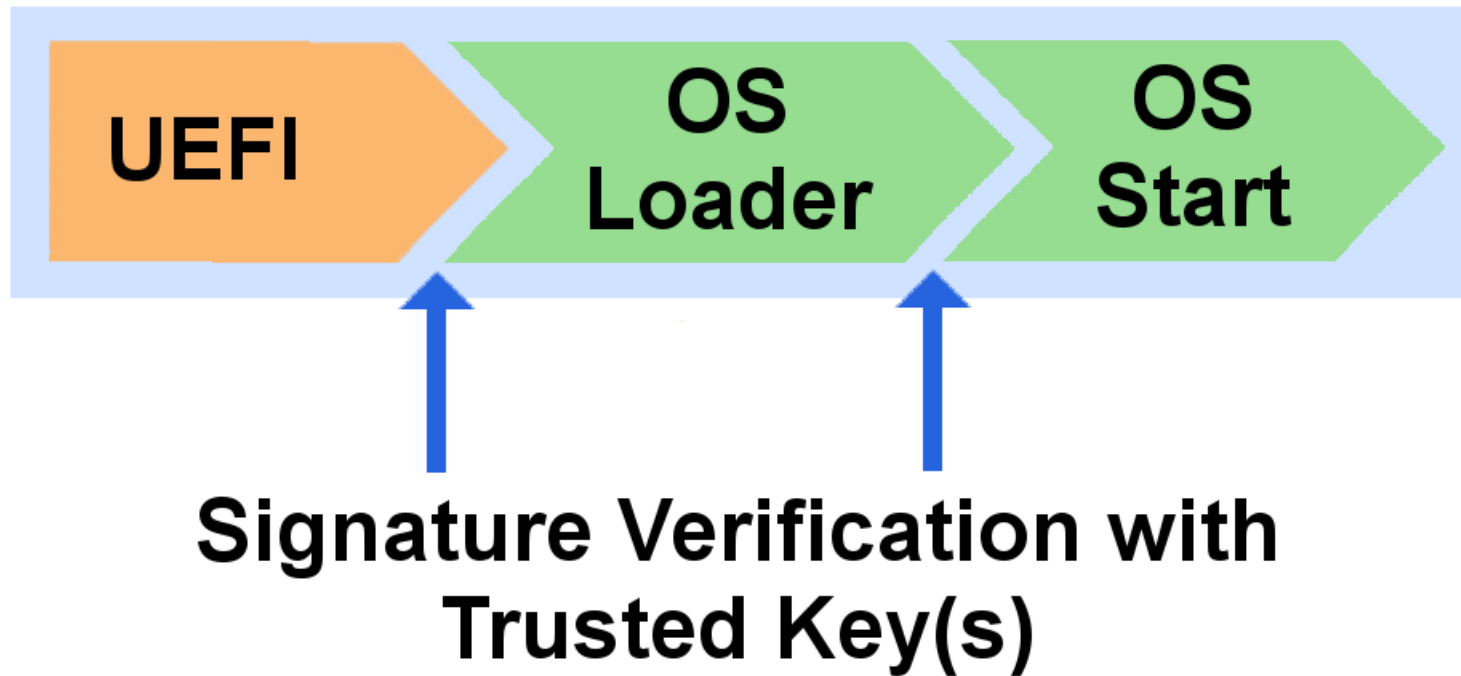 UEFI
OS
Loader
OS
Start
Signature Verification with
Trusted Key(s)